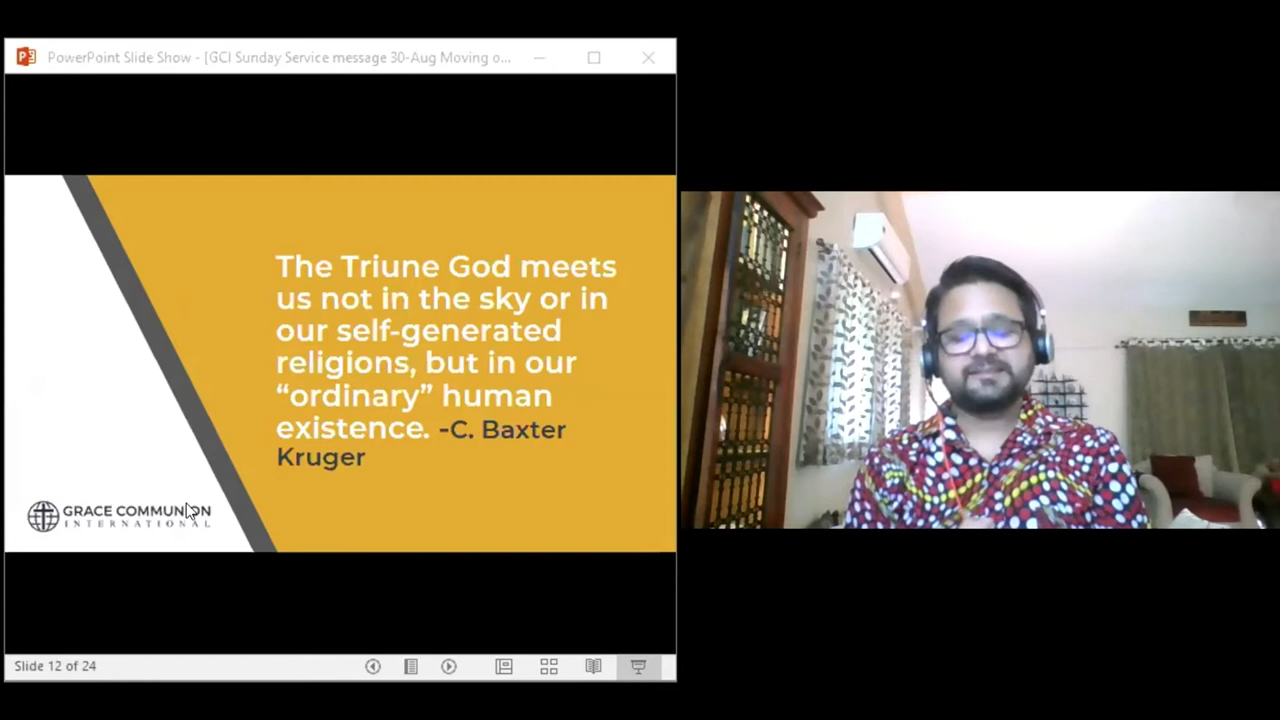 PowerPoint Slide Show - [GCI Sunday Service message 30-Aug Moving o...
The Triune God meets
us not in the sky or in
our self-generated
religions, but in our
“ordinary” human
existence. -C. Baxter
Kruger
GRACE COMMUNION
INTERNATIONAL
Slide 12 of 24